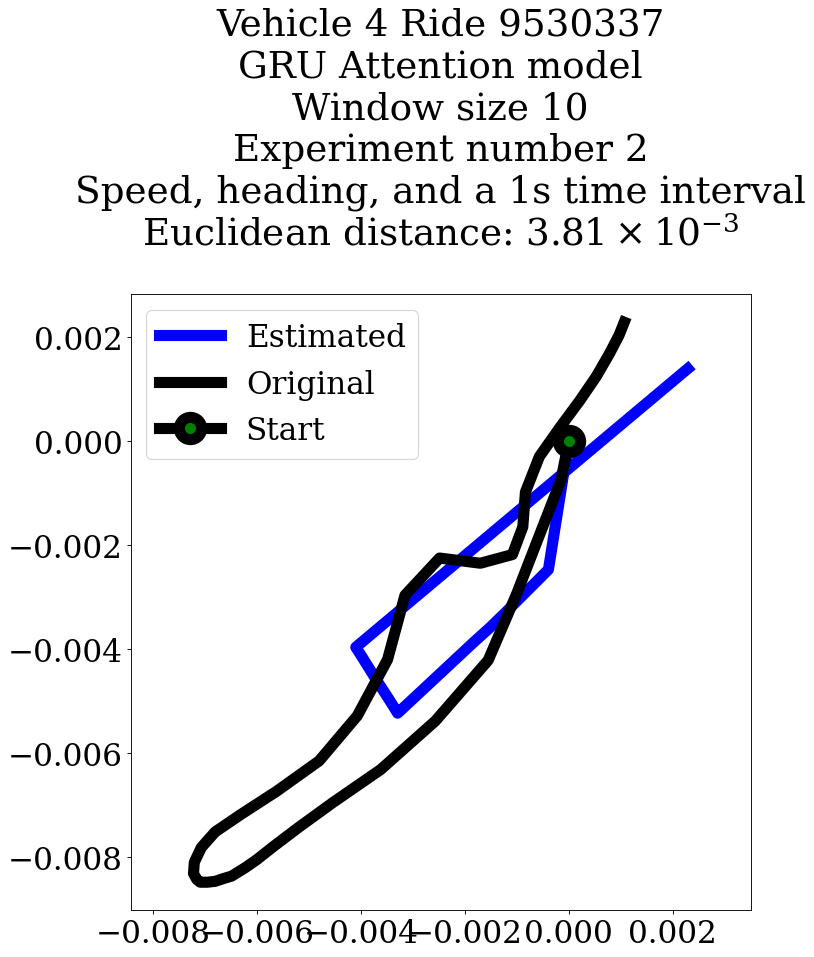 Vehicle 4 Ride 9530337
GRU Attention model
Window size 10
Experiment number 2
Speed, heading, and a 1s time interval
Euclidean distance: 3.81 × 10⁻³
Estimated
Original
Start
0.002
0.000
−0.002
−0.004
−0.006
−0.008
−0.008 −0.006 −0.004 −0.002 0.000 0.002